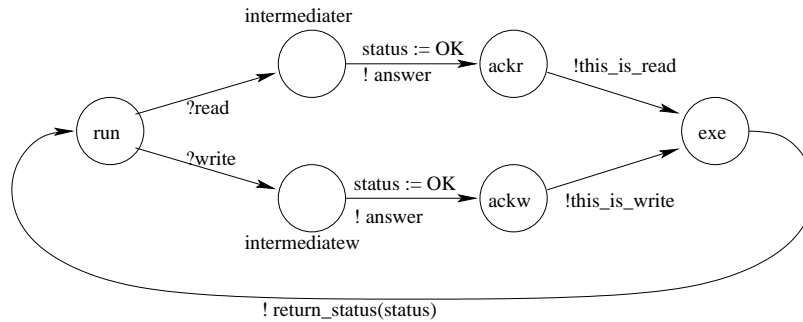 intermediater
status := OK
! answer
ackr
!this_is_read
?read
run
exe
?write
status := OK
! answer
ackw
!this_is_write
intermediatew
! return_status(status)